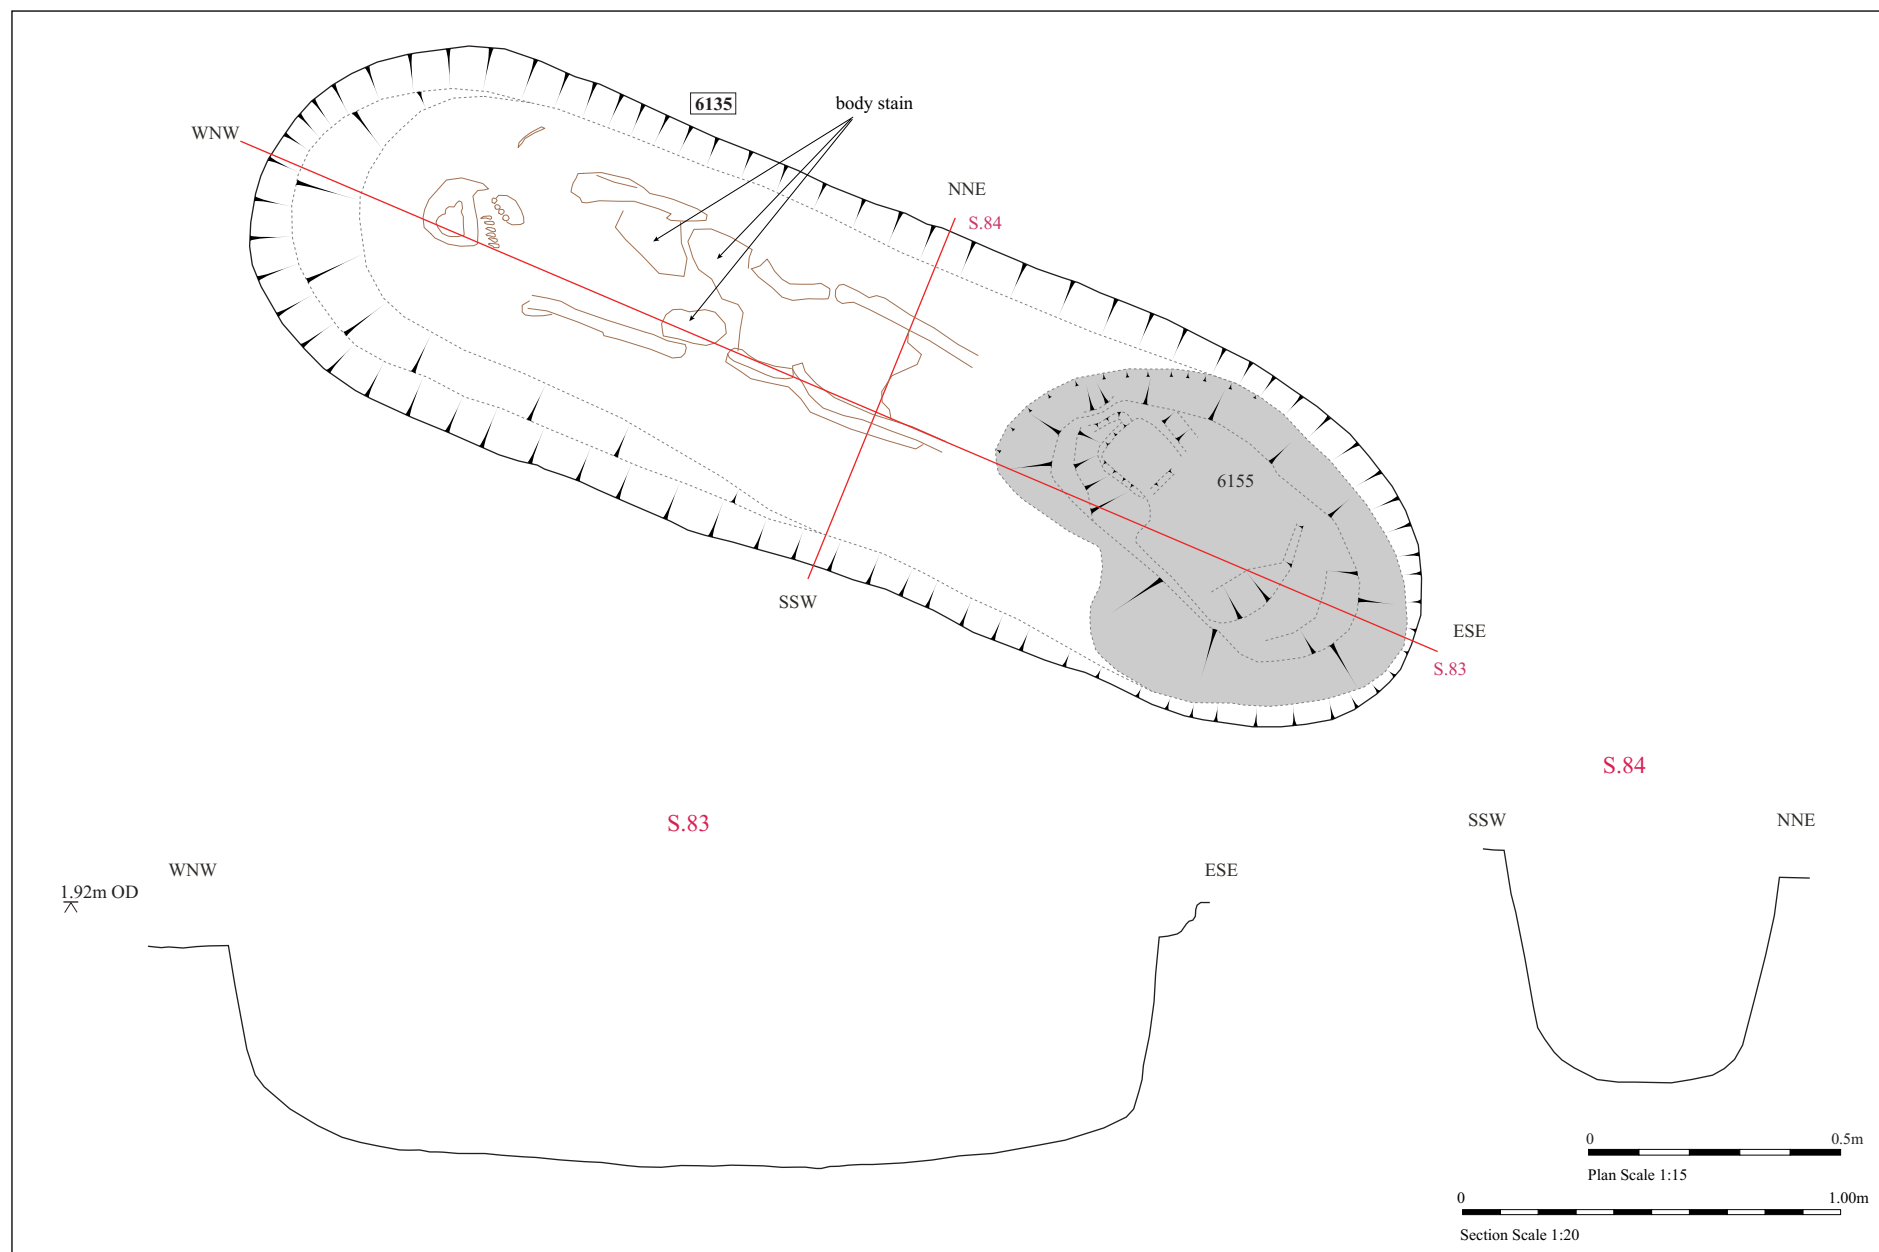 6135
body stain
WNW
NNE
S.84
6155
SSW
ESE
S.83
S.84
S.83
SSW
NNE
WNW
ESE
1.92m OD
0 0.5m
Plan Scale 1:15
0 1.00m
Section Scale 1:20